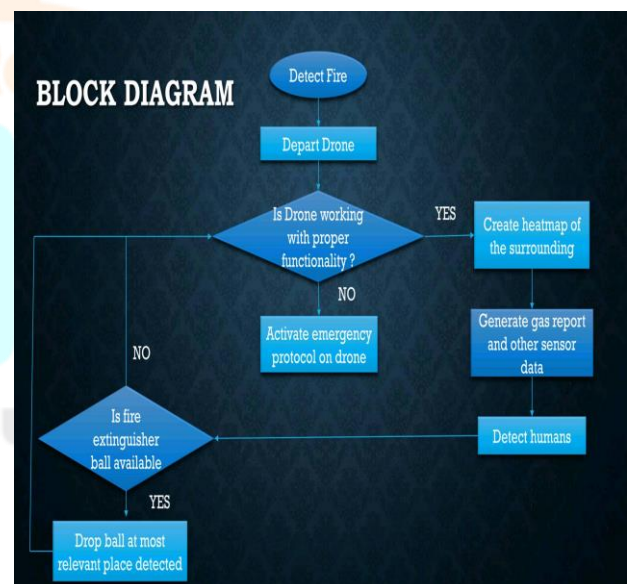 BLOCK DIAGRAM
Detect Fire
Depart Drone
Is Drone working
with proper
functionality ?
YES
Create heatmap of
the surrounding
NO
Activate emergency
protocol on drone
Generate gas report
and other sensor
data
Detect humans
NO
Is fire
extinguisher
ball available
YES
Drop ball at most
relevant place detected